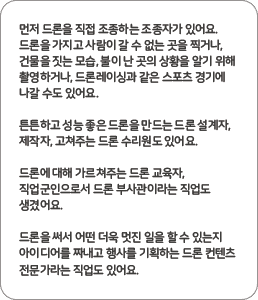 먼저 드론을 직접 조종하는 조종자가 있어요.
드론을 가지고 사람이 갈 수 없는 곳을 찍거나,
건물을 짓는 모습, 불이 난 곳의 상황을 알기 위해
촬영하거나, 드론레이싱과 같은 스포츠 경기에
나갈 수도 있어요.
튼튼하고 성능 좋은 드론을 만드는 드론 설계자,
제작자, 고쳐주는 드론 수리원도 있어요.
드론에 대해 가르쳐주는 드론 교육자,
직업군인으로서 드론 부사관이라는 직업도
생겼어요.
드론을 써서 어떤 더욱 멋진 일을 할 수 있는지
아이디어를 짜내고 행사를 기획하는 드론 컨텐츠
전문가라는 직업도 있어요.